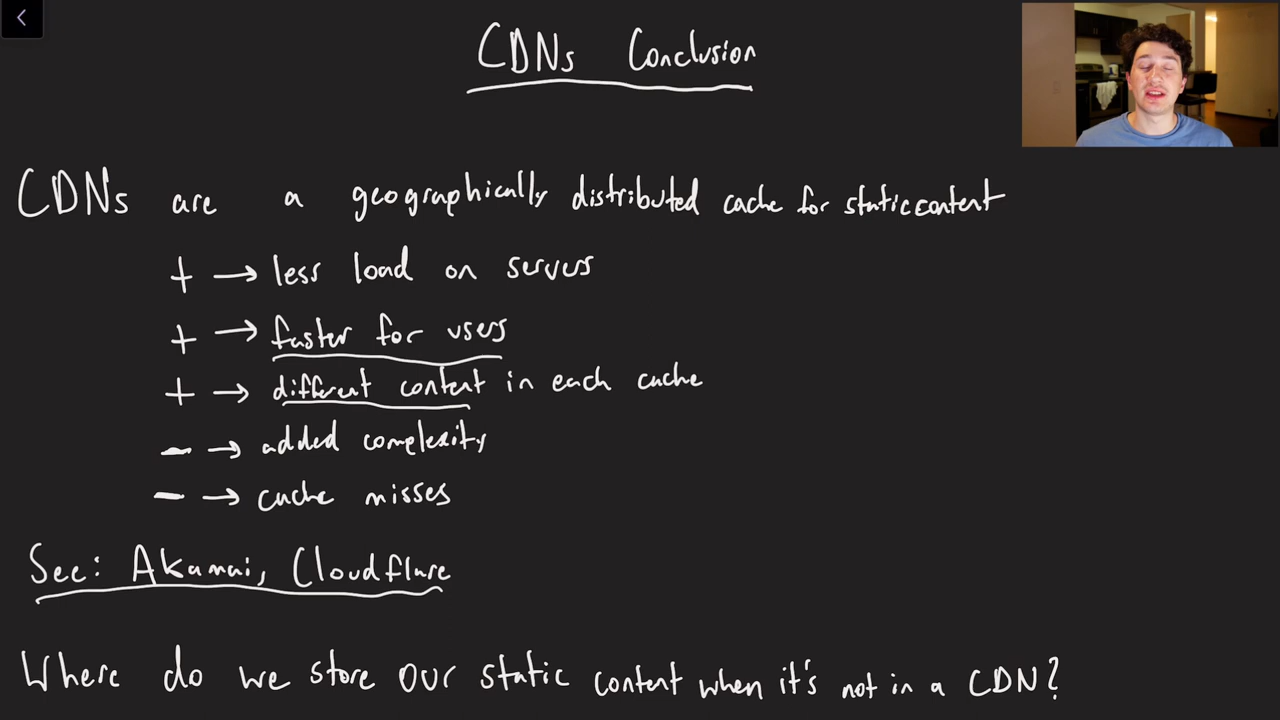 CDNs Conclusion
CDNs are a geographically distributed cache for static content
+ → less load on servers
+ → faster for users
+ → different content in each cache
- → added complexity
- → cache misses
See: Akamai, Cloudflare
Where do we store our static content when it's not in a CDN?